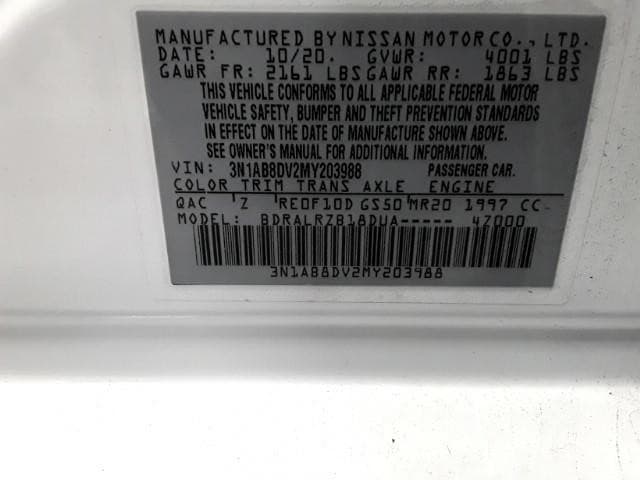 MANUFACTURED BY NISSAN MOTOR CO., LTD.
DATE: 10/20. GVWR: 4001 LBS
GAWR FR: 2161 LBS GAWR RR: 1863 LBS
THIS VEHICLE CONFORMS TO ALL APPLICABLE FEDERAL MOTOR
VEHICLE SAFETY, BUMPER AND THEFT PREVENTION STANDARDS
IN EFFECT ON THE DATE OF MANUFACTURE SHOWN ABOVE.
SEE OWNER'S MANUAL FOR ADDITIONAL INFORMATION.
VIN: 3N1AB8DV2MY203988 PASSENGER CAR.
COLOR TRIM TRANS AXLE ENGINE
QAC Z RE0F10D GS50 MR20 1997 CC
MODEL: BDRALRZB18DUA----- 4Z000
3N1AB8DV2MY203988